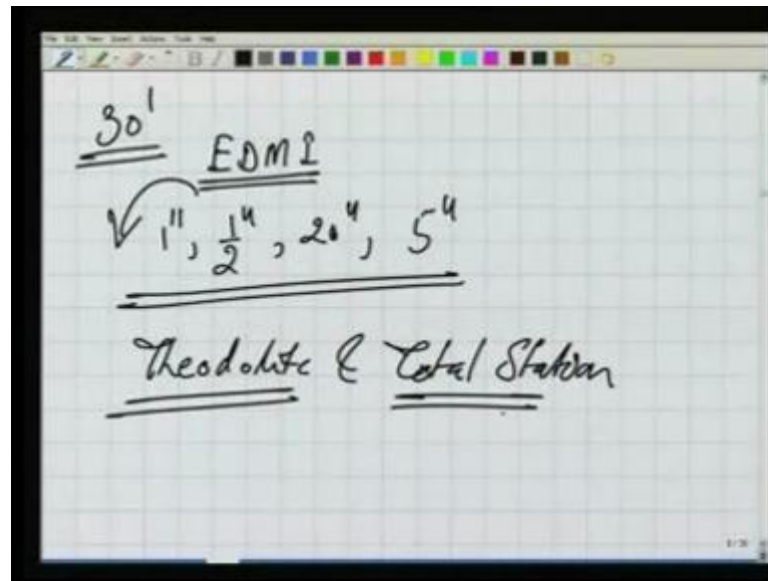 30'
EDMI
1", 1/2", 20", 5"
Theodolite & Total Station